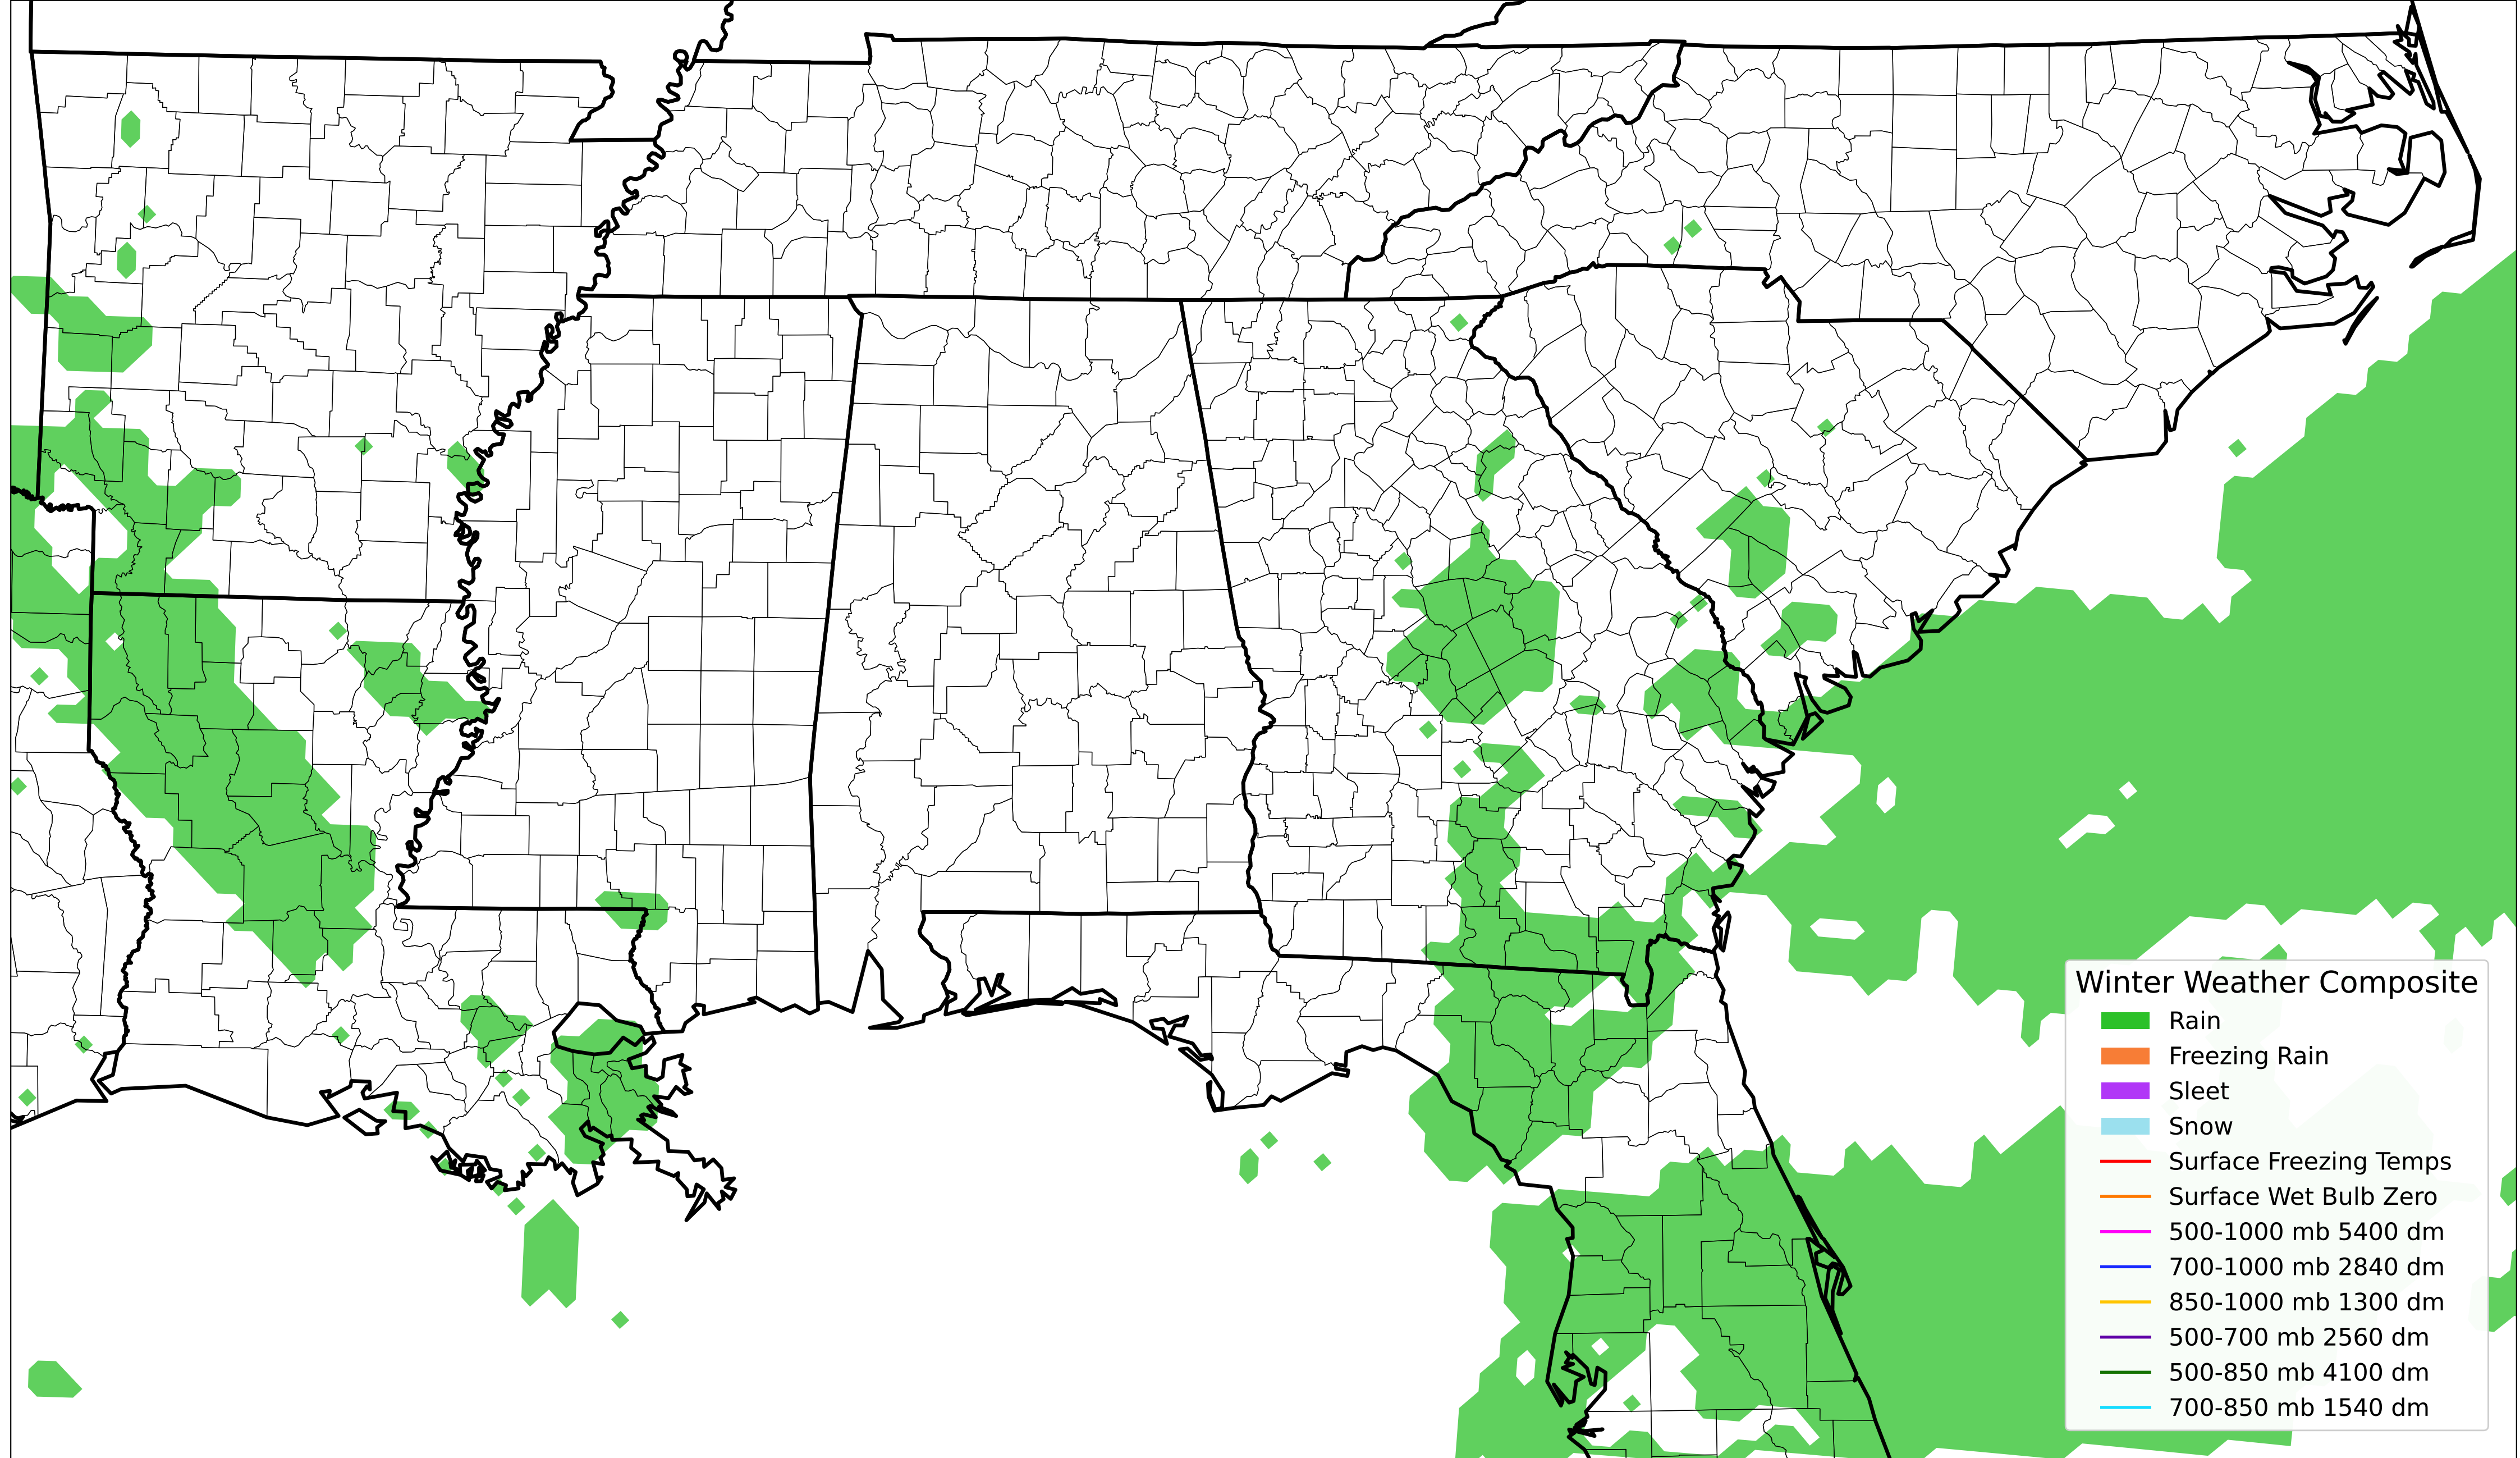 Winter Weather Composite
Rain
Freezing Rain
Sleet
Snow
Surface Freezing Temps
Surface Wet Bulb Zero
500-1000 mb 5400 dm
700-1000 mb 2840 dm
850-1000 mb 1300 dm
500-700 mb 2560 dm
500-850 mb 4100 dm
700-850 mb 1540 dm